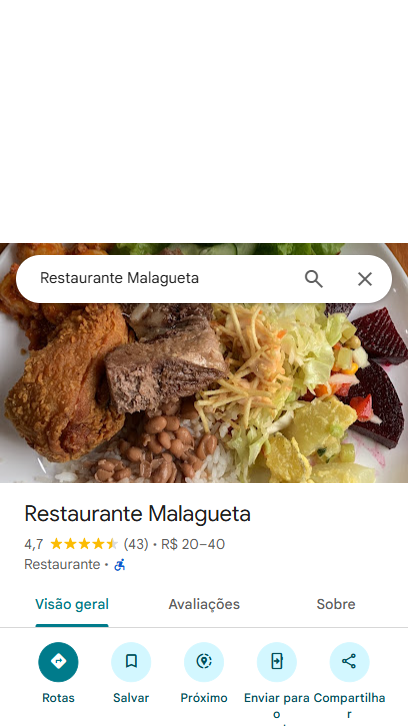 Restaurante Malagueta
Restaurante Malagueta
4,7 (43) • R$ 20–40
Restaurante •
Visão geral Avaliações Sobre
Rotas Salvar Próximo Enviar para Compartilha
o r